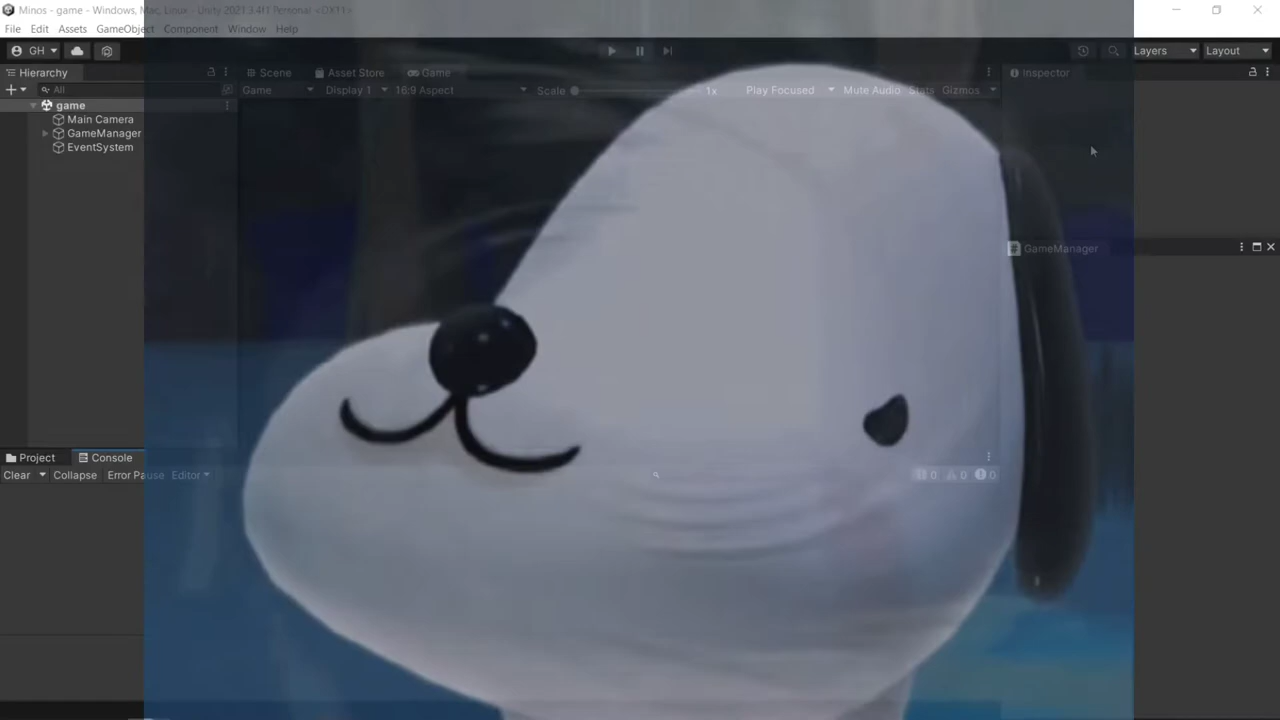 Minos - game - Windows, Mac, Linux - Unity 2021.3.4f1 Personal <DX11>
File Edit Assets GameObject Component Window Help
GH Layers Layout
Hierarchy Scene Asset Store Game Inspector
All Game Display 1 16:9 Aspect Scale 1x Play Focused Mute Audio Stats Gizmos
game
Main Camera
GameManager
EventSystem
GameManager
Project Console
Clear Collapse Error Pause Editor 0 0 0